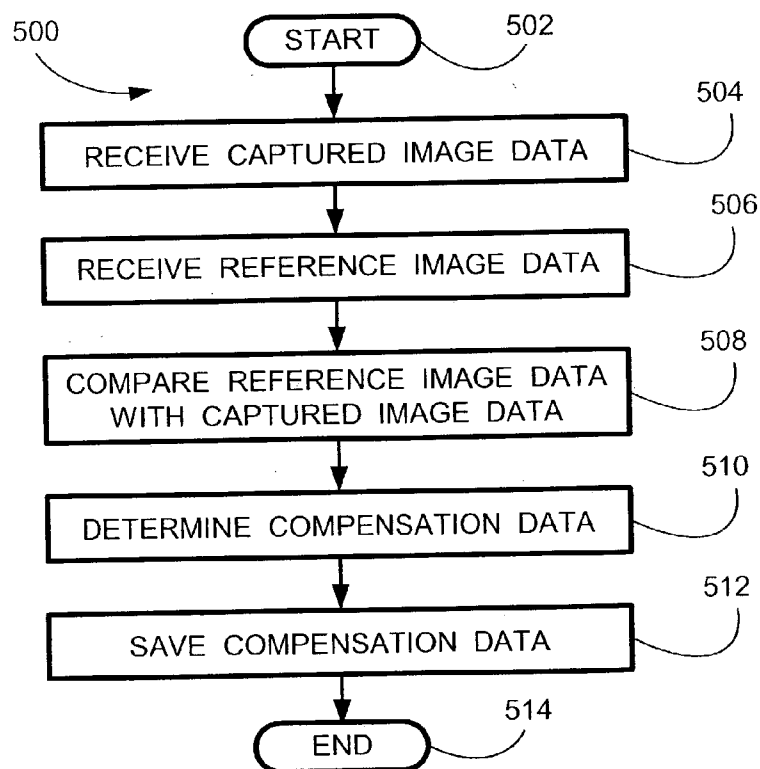 500
START
502
RECEIVE CAPTURED IMAGE DATA
504
RECEIVE REFERENCE IMAGE DATA
506
COMPARE REFERENCE IMAGE DATA
WITH CAPTURED IMAGE DATA
508
DETERMINE COMPENSATION DATA
510
SAVE COMPENSATION DATA
512
END
514